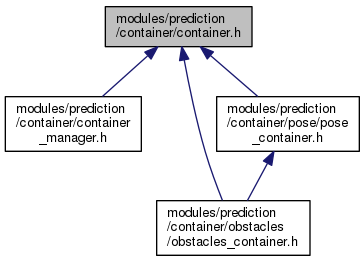 modules/prediction
/container/container.h
modules/prediction
/container/container
_manager.h
modules/prediction
/container/pose/pose
_container.h
modules/prediction
/container/obstacles
/obstacles_container.h